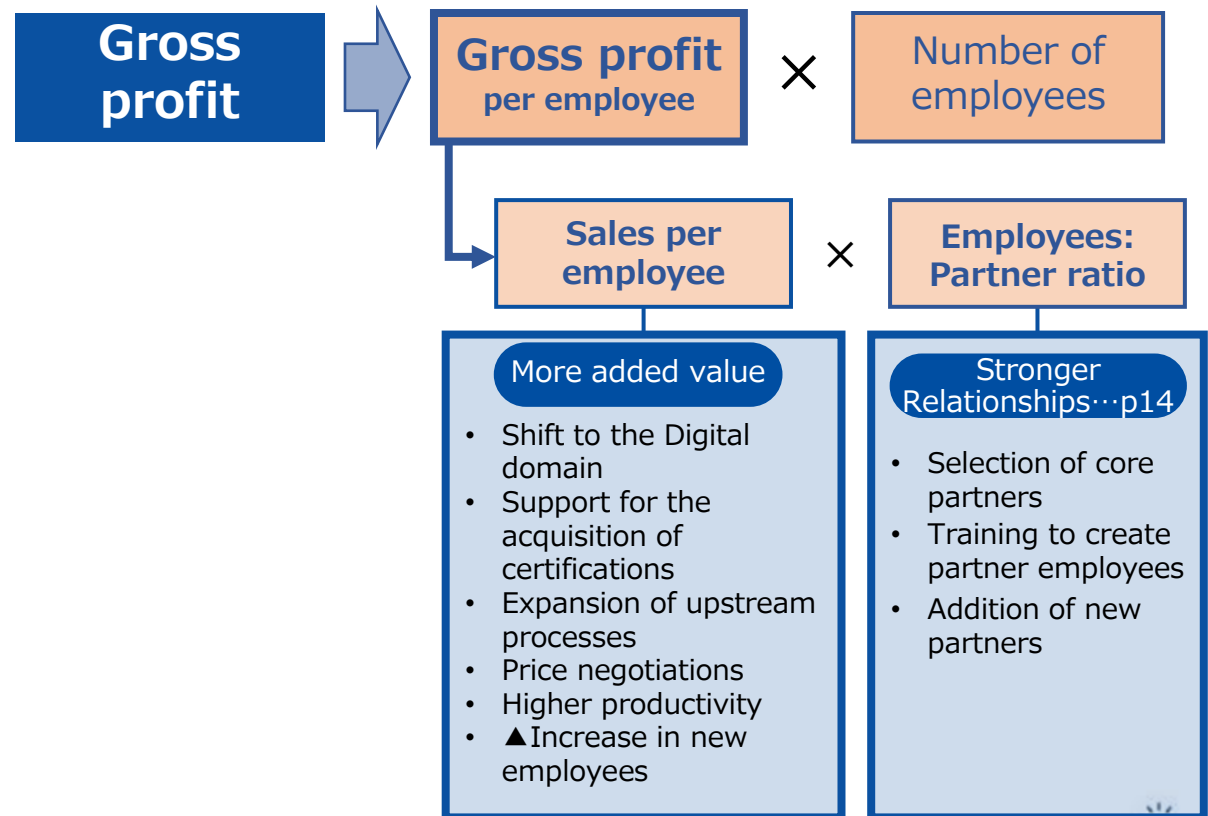 Gross
profit
Gross profit
per employee
×
Number of
employees
Sales per
employee
×
Employees:
Partner ratio
More added value
• Shift to the Digital
domain
• Support for the
acquisition of
certifications
• Expansion of upstream
processes
• Price negotiations
• Higher productivity
• ▲Increase in new
employees
Stronger
Relationships…p14
• Selection of core
partners
• Training to create
partner employees
• Addition of new
partners